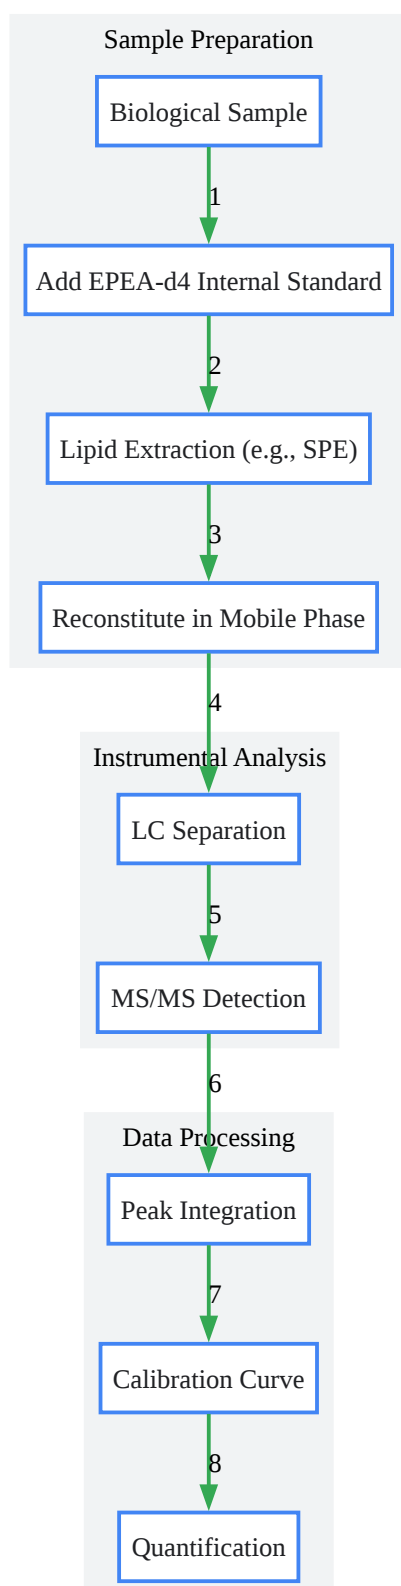 Sample Preparation
Biological Sample
1
Add EPEA-d4 Internal Standard
2
Lipid Extraction (e.g., SPE)
3
Reconstitute in Mobile Phase
4
Instrumental Analysis
LC Separation
5
MS/MS Detection
6
Data Processing
Peak Integration
7
Calibration Curve
8
Quantification